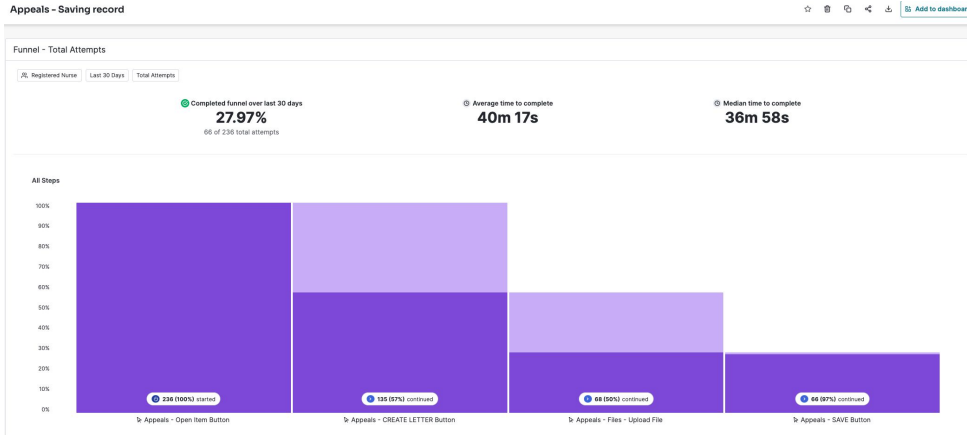 Appeals - Saving record
Add to dashboar
Funnel - Total Attempts
Registered Nurse Last 30 Days Total Attempts
Completed funnel over last 30 days
27.97%
66 of 236 total attempts
Average time to complete
40m 17s
Median time to complete
36m 58s
All Steps
100%
90%
80%
70%
60%
50%
40%
30%
20%
10%
0%
236 (100%) started
135 (57%) continued
68 (50%) continued
66 (97%) continued
Appeals - Open Item Button
Appeals - CREATE LETTER Button
Appeals - Files - Upload File
Appeals - SAVE Button